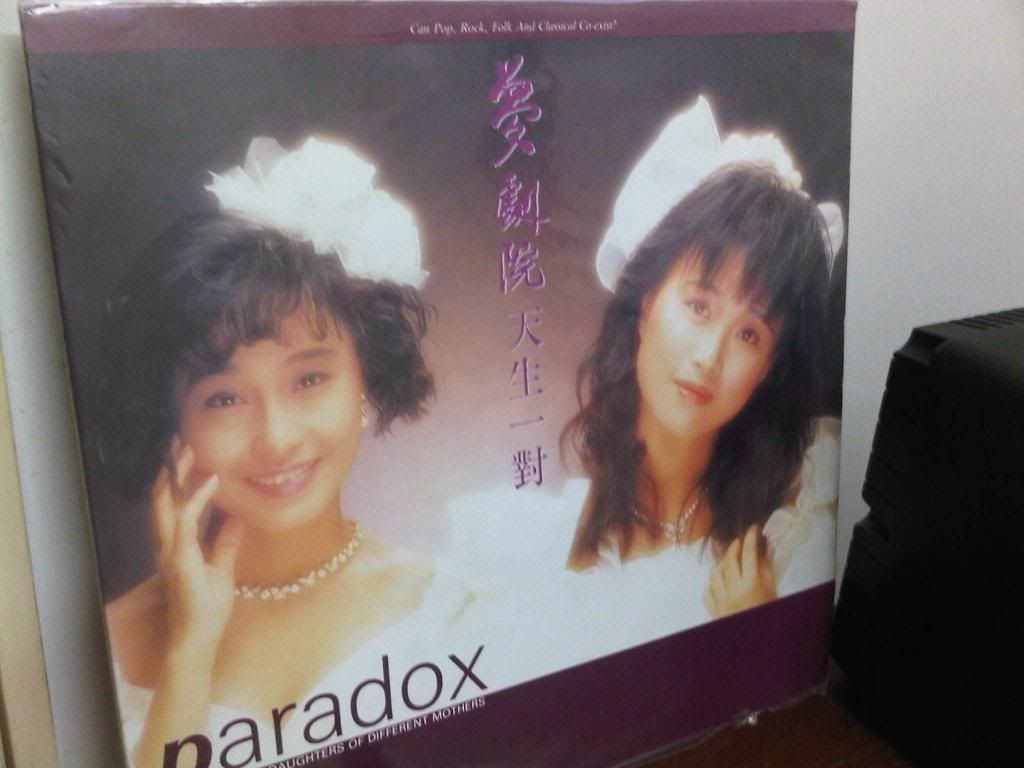 Can Pop, Rock, Folk And Classical Co-exist?
夢劇院
天生一對
paradox
DAUGHTERS OF DIFFERENT MOTHERS